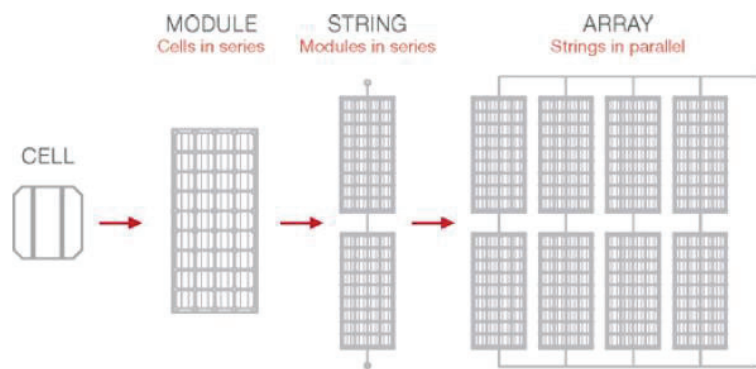 MODULE
Cells in series
STRING
Modules in series
ARRAY
Strings in parallel
CELL